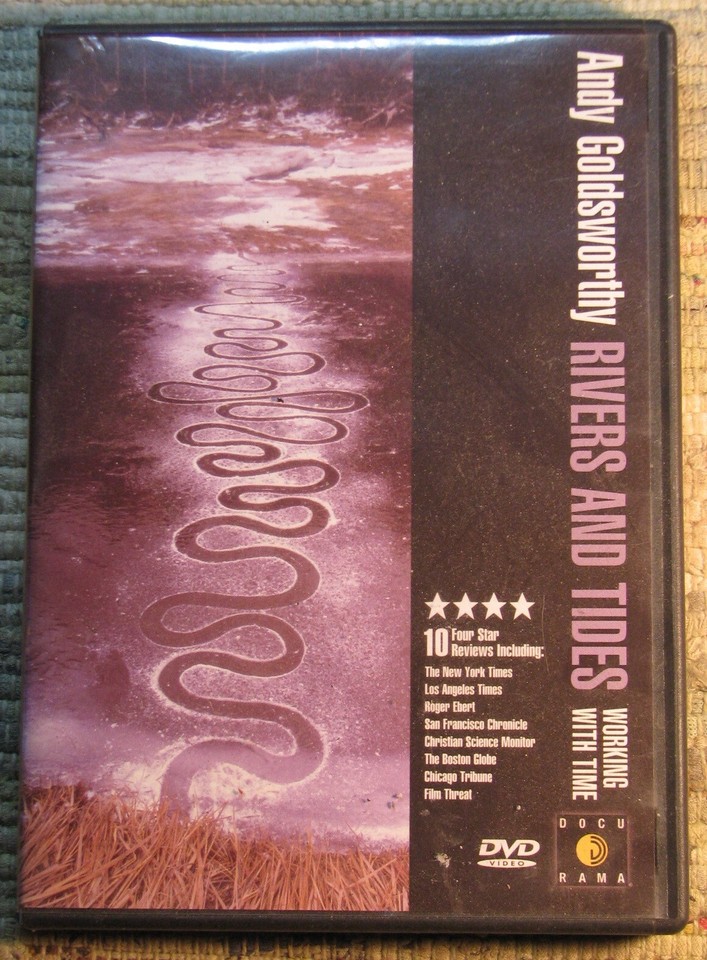 Andy Goldsworthy RIVERS AND TIDES
WORKING
WITH TIME
10 Four Star
Reviews Including:
The New York Times
Los Angeles Times
Roger Ebert
San Francisco Chronicle
Christian Science Monitor
The Boston Globe
Chicago Tribune
Film Threat
DVD
VIDEO
DOCU
RAMA